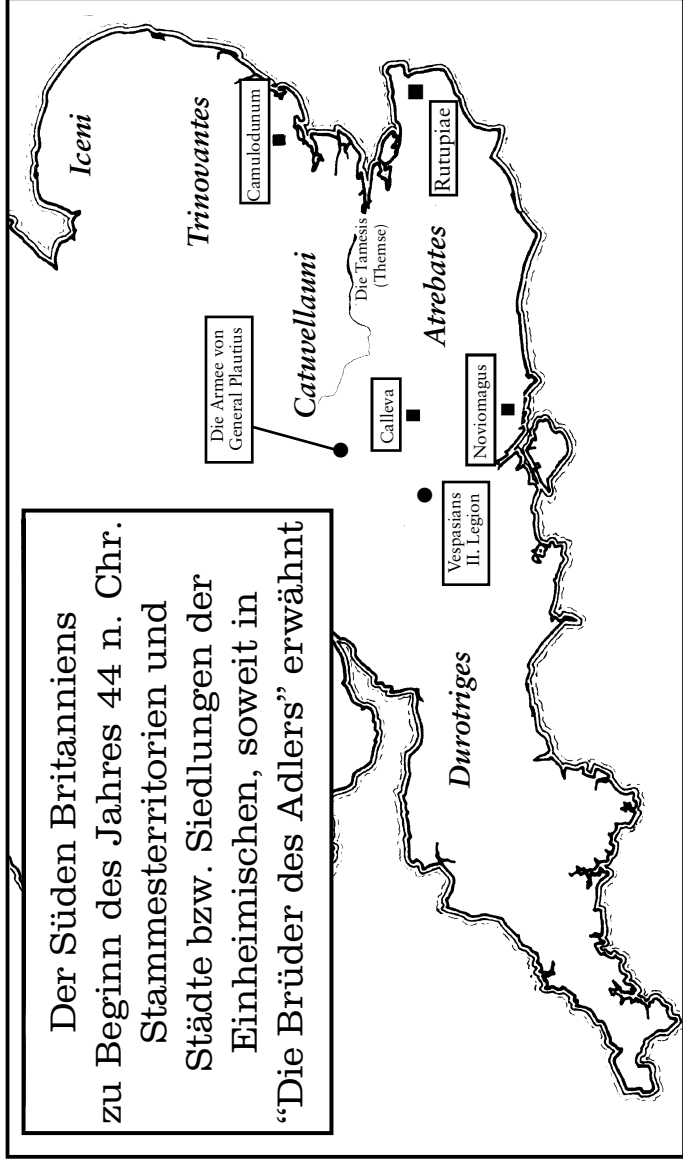 Der Süden Britanniens
zu Beginn des Jahres 44 n. Chr.
Stammesterritorien und
Städte bzw. Siedlungen der
Einheimischen, soweit in
“Die Brüder des Adlers” erwähnt
Iceni
Trinovantes
Camulodunum
Die Armee von
General Plautius
Catuvellauni
Die Tamesis
(Themse)
Calleva
Atrebates
Rutupiae
Noviomagus
Vespasians
II. Legion
Durotriges